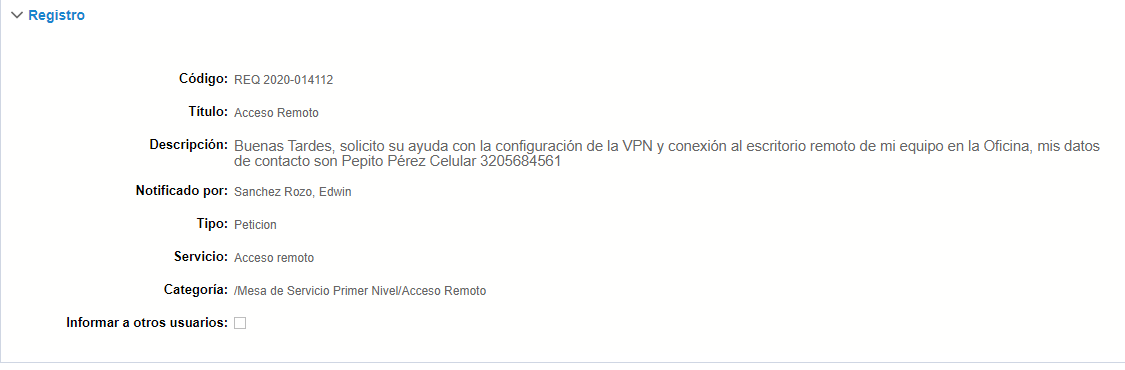 Registro
Código: REQ 2020-014112
Título: Acceso Remoto
Descripción: Buenas Tardes, solicito su ayuda con la configuración de la VPN y conexión al escritorio remoto de mi equipo en la Oficina, mis datos
de contacto son Pepito Pérez Celular 3205684561
Notificado por: Sanchez Rozo, Edwin
Tipo: Peticion
Servicio: Acceso remoto
Categoría: /Mesa de Servicio Primer Nivel/Acceso Remoto
Informar a otros usuarios: